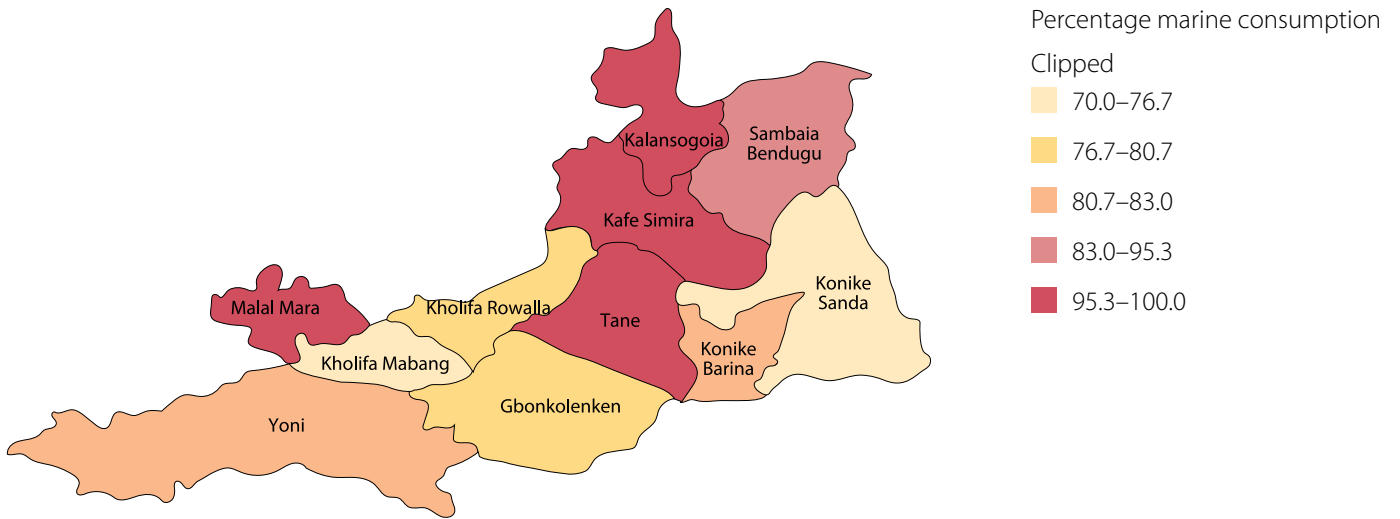 Percentage marine consumption
Clipped
70.0–76.7
76.7–80.7
80.7–83.0
83.0–95.3
95.3–100.0
Kalansogoia
Sambaia
Bendugu
Kafe Simira
Konike
Sanda
Malal Mara
Kholifa Rowalla
Tane
Konike
Barina
Kholifa Mabang
Gbonkolenken
Yoni